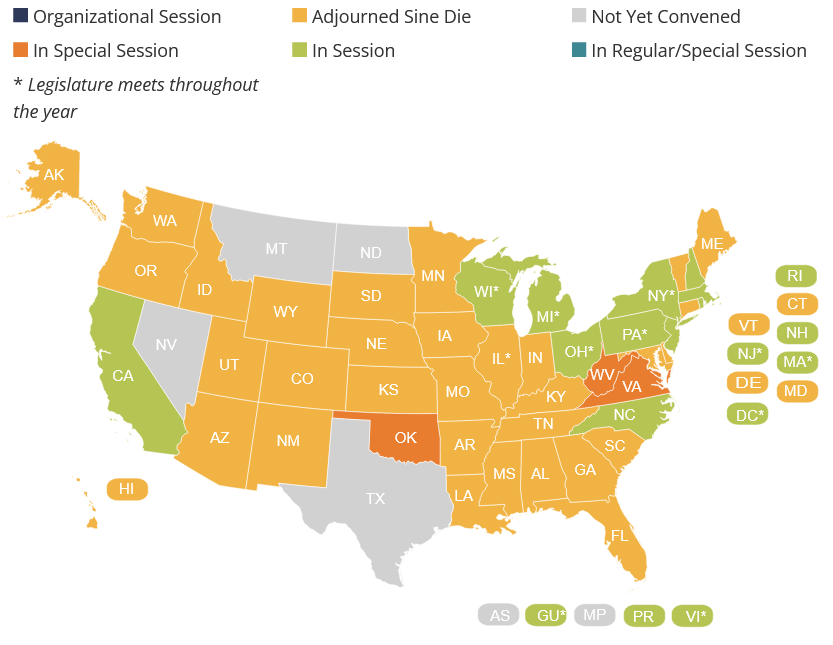 Organizational Session
Adjourned Sine Die
Not Yet Convened
In Special Session
In Session
In Regular/Special Session
* Legislature meets throughout
the year
AK
WA
MT
ND
MN
ME
OR
ID
WY
SD
WI*
MI*
NY*
RI
CT
VT
NH
NV
UT
CO
NE
IA
IL*
IN
OH*
PA*
NJ*
MA*
CA
KS
MO
KY
WV
VA
DE
MD
AZ
NM
OK
AR
TN
NC
DC*
HI
TX
LA
MS
AL
GA
SC
FL
AS
GU*
MP
PR
VI*